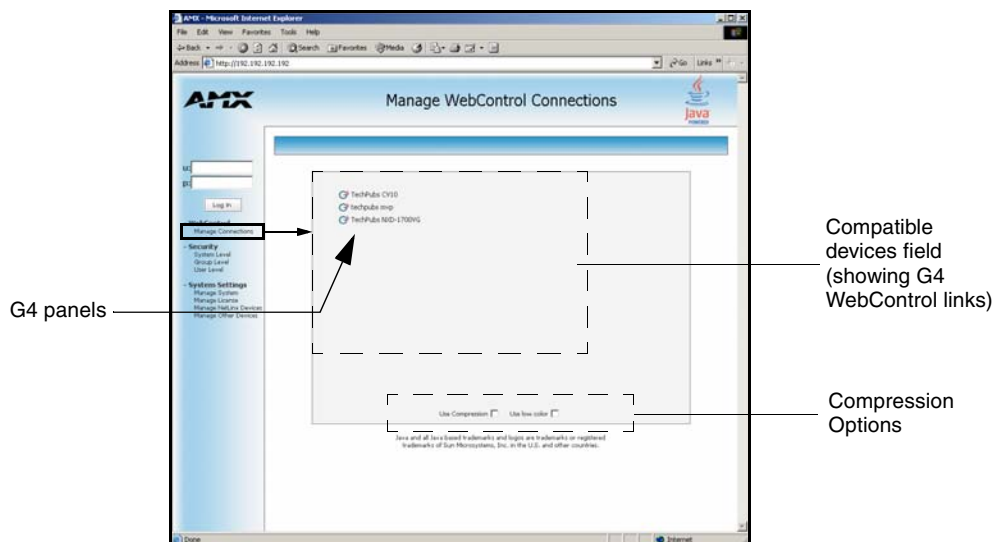 AMX - Microsoft Internet Explorer
File Edit View Favorites Tools Help
Back Search Favorites Media
Address http://192.192.192.192 Go Links »
AMX
Manage WebControl Connections
Java
POWERED
Log In
WebControl
Manage Connections
- Security
System Level
Group Level
User Level
- System Settings
Manage System
Manage License
Manage NetLinx Devices
Manage Other Devices
TechPubs CV10
techpubs mvp
TechPubs NXD-1700VG
Use Compression Use low color
Java and all Java based trademarks and logos are trademarks or registered
trademarks of Sun Microsystems, Inc. in the U.S. and other countries.
Done Internet
G4 panels
Compatible
devices field
(showing G4
WebControl links)
Compression
Options